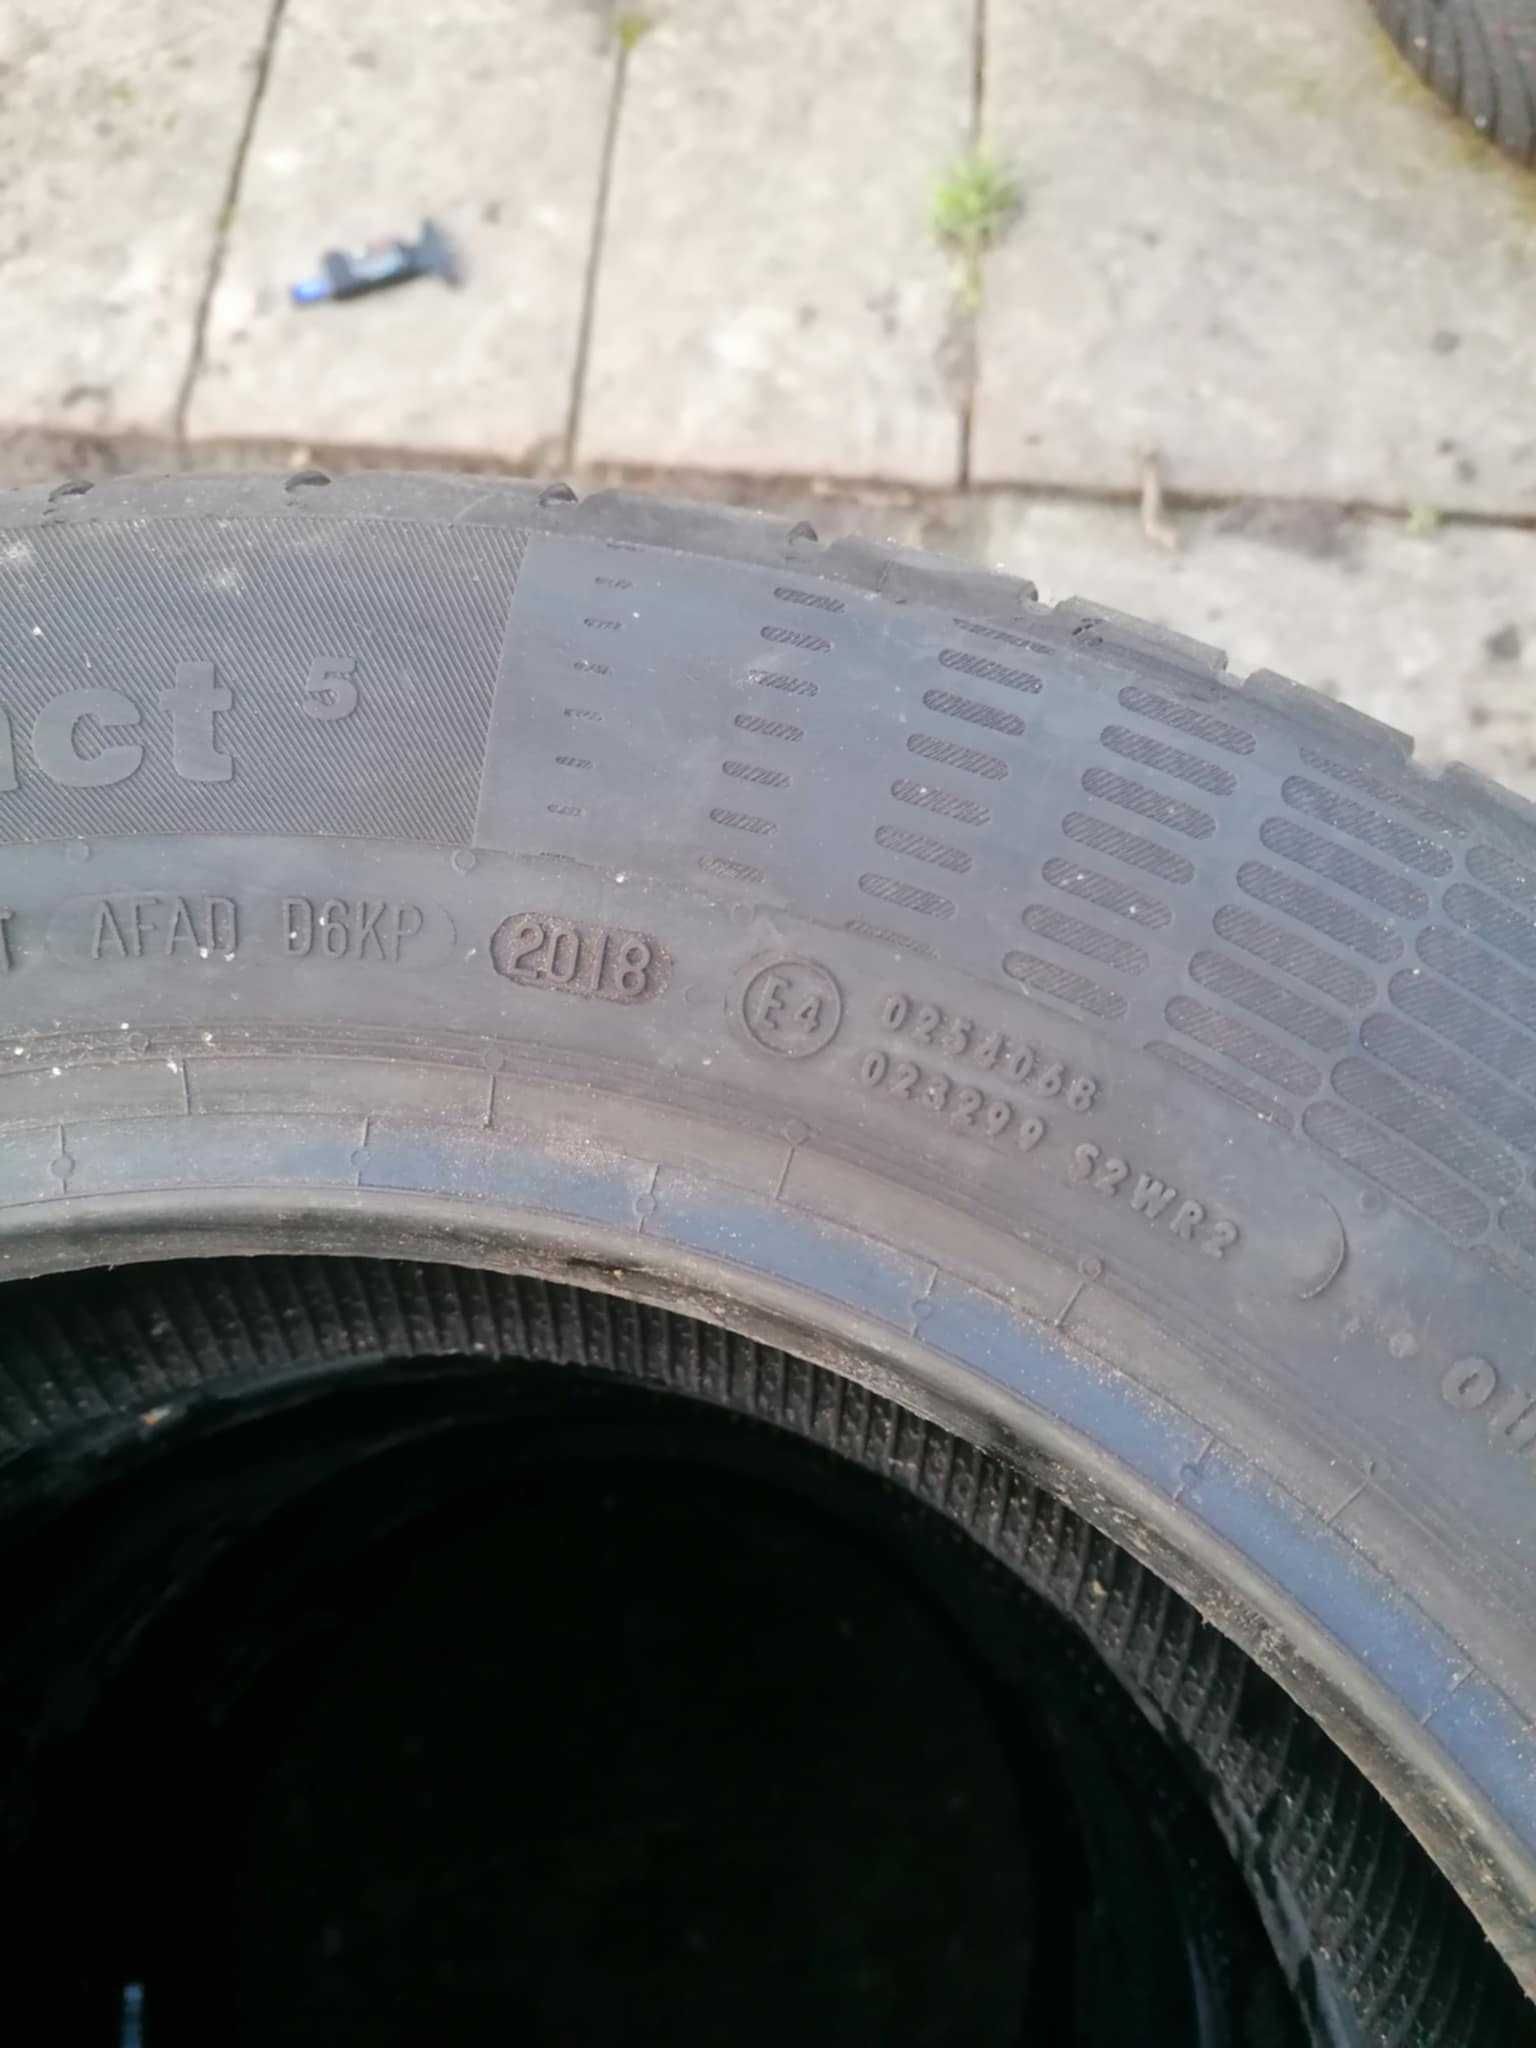 act 5
T AFAD D6KP 2018
E4 0254068
023299 S2WR2